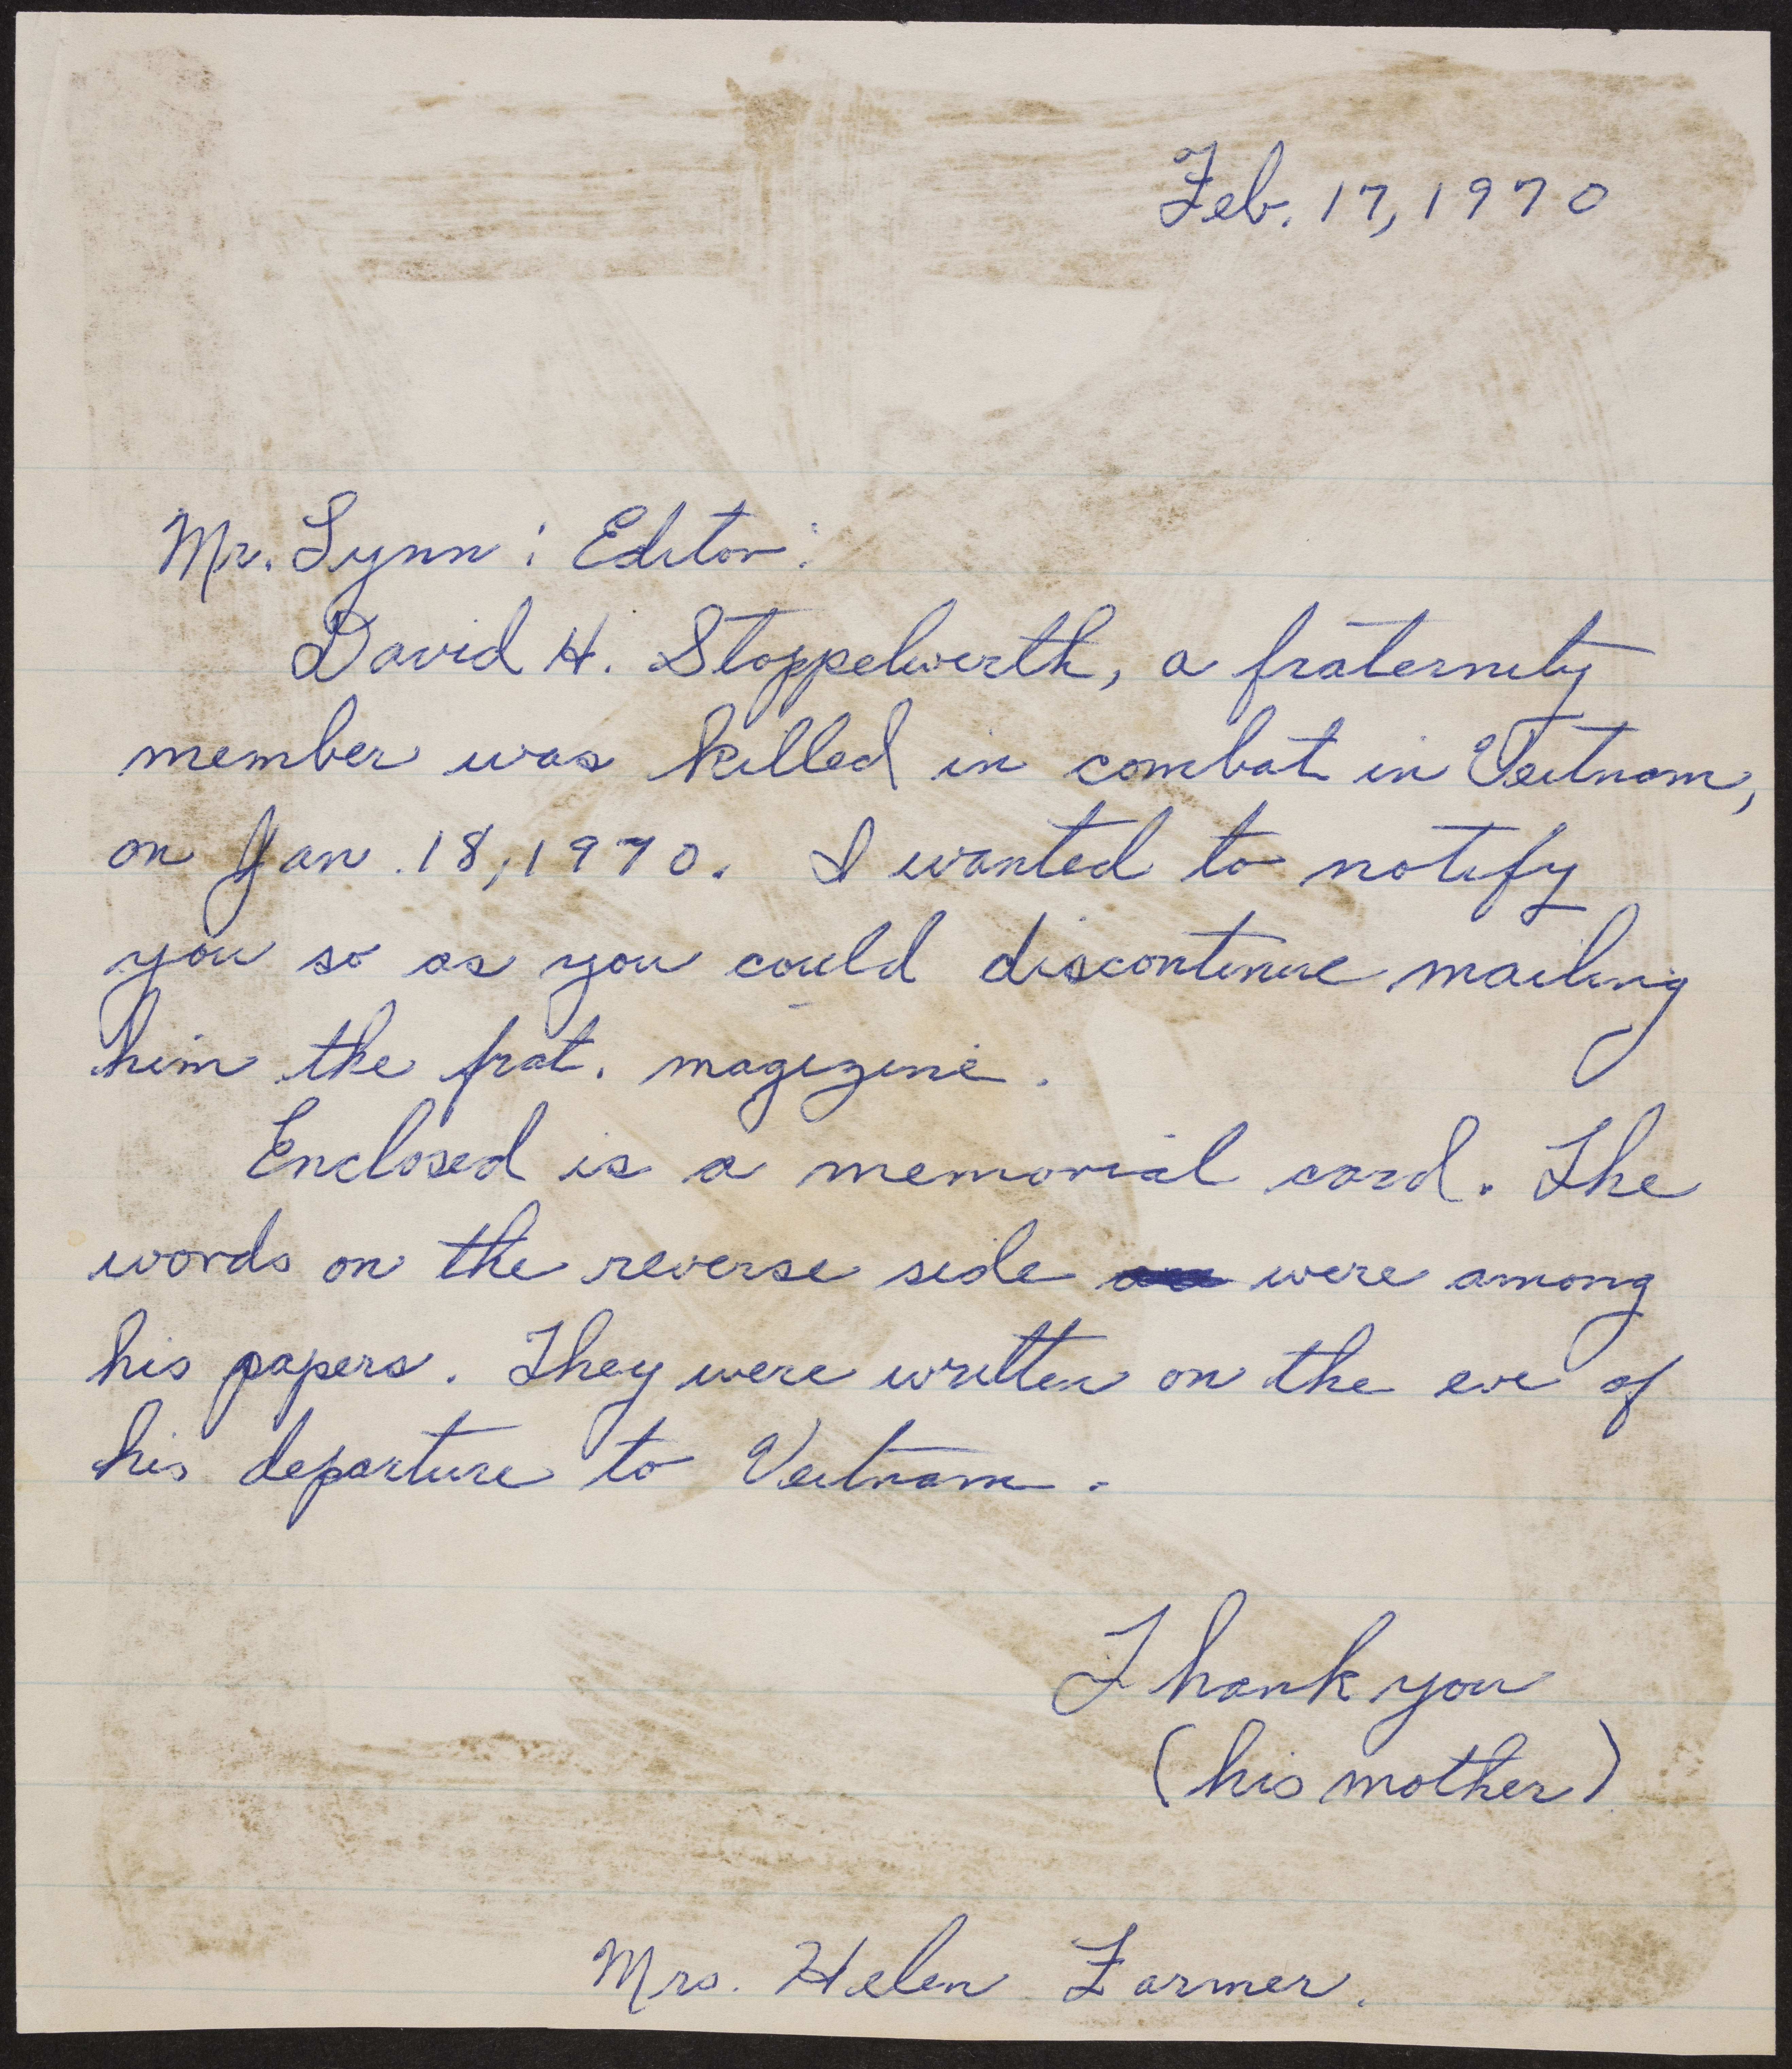 Feb. 17, 1970
Mr. Lynn : Editor:
David H. Stoppelwerth, a fraternity
member was killed in combat in Veitnam,
on Jan. 18, 1970. I wanted to notify
you so as you could discontinue mailing
him the frat. magizine.
Enclosed is a memorial card. The
words on the reverse side were among
his papers. They were written on the eve of
his departure to Veitnam.
Thank you
(his mother)
Mrs. Helen Farmer.